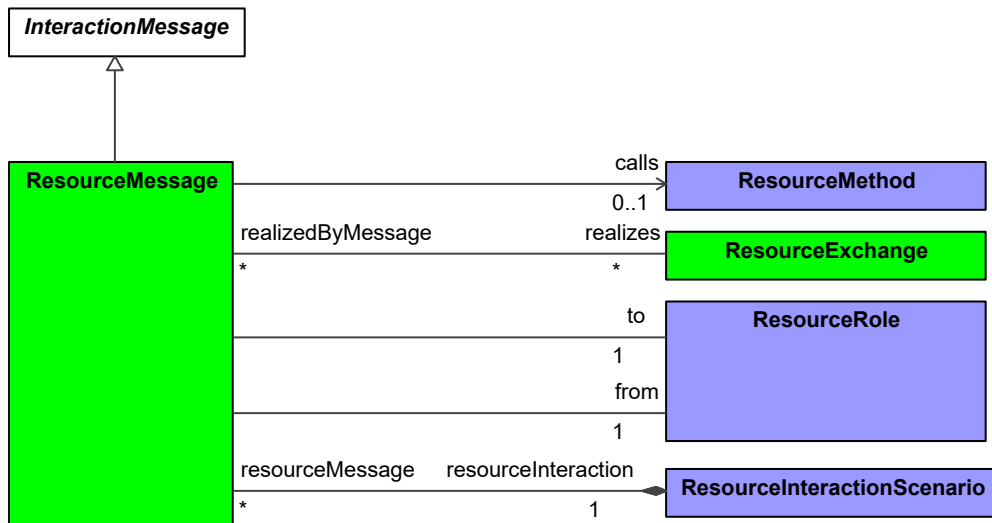 InteractionMessage
ResourceMessage
calls
0..1
ResourceMethod
realizedByMessage
realizes
*
*
ResourceExchange
to
1
ResourceRole
from
1
resourceMessage
resourceInteraction
*
1
ResourceInteractionScenario